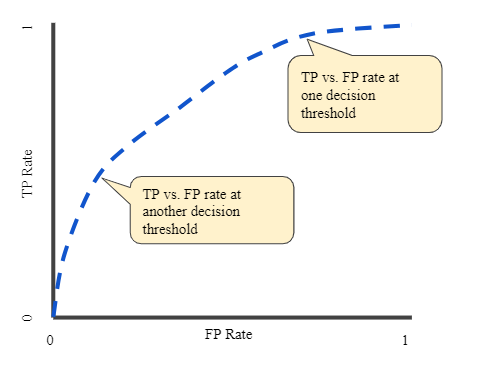 1
TP vs. FP rate at
one decision
threshold
TP Rate
TP vs. FP rate at
another decision
threshold
0
0
FP Rate
1